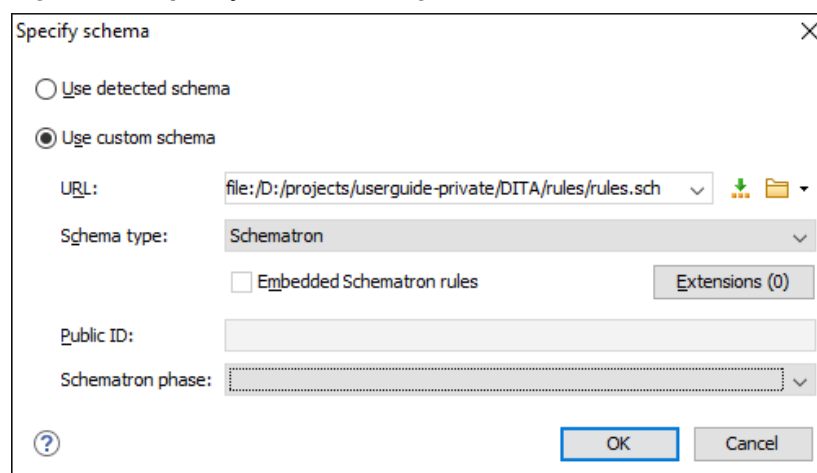 Specify schema
Use detected schema
Use custom schema
URL: file:/D:/projects/userguide-private/DITA/rules/rules.sch
Schema type: Schematron
Embedded Schematron rules Extensions (0)
Public ID:
Schematron phase:
? OK Cancel